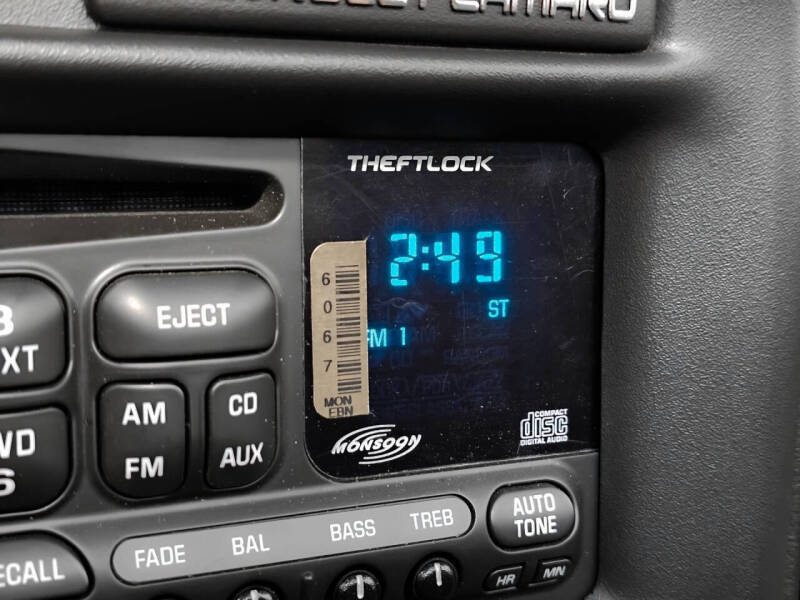 CAMARO
THEFTLOCK
2:49
ST
FM 1
6
0
6
7
MON
EBN
MONSOON
COMPACT
disc
DIGITAL AUDIO
EJECT
AM
FM
CD
AUX
AUTO
TONE
FADE BAL BASS TREB
HR MN